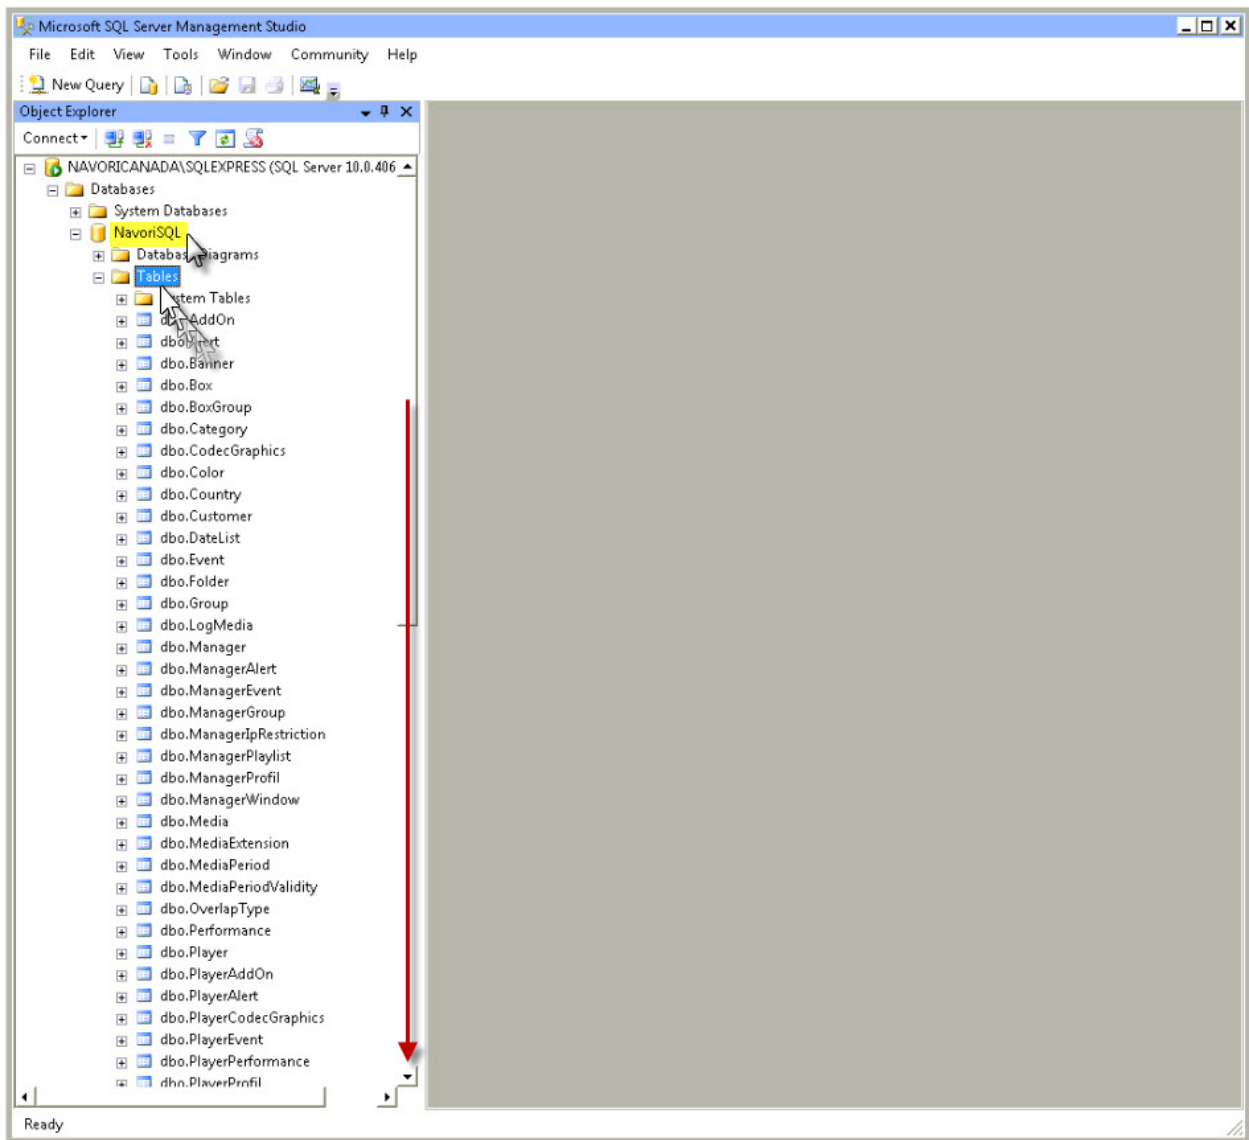 Microsoft SQL Server Management Studio
File Edit View Tools Window Community Help
New Query
Object Explorer
Connect
NAVORICANADA\SQLEXPRESS (SQL Server 10.0.406
Databases
System Databases
NavoriSQL
Database Diagrams
Tables
System Tables
dbo.AddOn
dbo.Alert
dbo.Banner
dbo.Box
dbo.BoxGroup
dbo.Category
dbo.CodecGraphics
dbo.Color
dbo.Country
dbo.Customer
dbo.DateList
dbo.Event
dbo.Folder
dbo.Group
dbo.LogMedia
dbo.Manager
dbo.ManagerAlert
dbo.ManagerEvent
dbo.ManagerGroup
dbo.ManagerIpRestriction
dbo.ManagerPlaylist
dbo.ManagerProfil
dbo.ManagerWindow
dbo.Media
dbo.MediaExtension
dbo.MediaPeriod
dbo.MediaPeriodValidity
dbo.OverlapType
dbo.Performance
dbo.Player
dbo.PlayerAddOn
dbo.PlayerAlert
dbo.PlayerCodecGraphics
dbo.PlayerEvent
dbo.PlayerPerformance
dbo.PlayerProfil
Ready